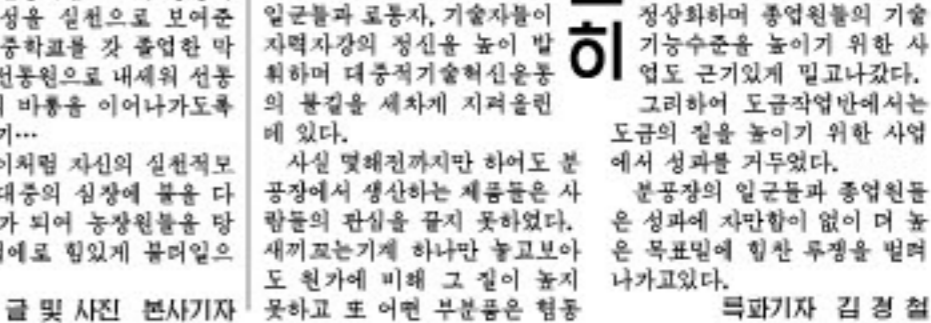 성을 실천으로 보여준
중학교를 갓 졸업한 막
선동원으로 내세워 선동
바통을 이어나가도록
기…
이처럼 자신의 실천적모
대중의 심장에 불을 다
가 되여 농장원들을 당
에로 힘있게 불러일으
글 및 사진 본사기자
일군들과 로동자, 기술자들이
자력자강의 정신을 높이 발
휘하며 대중적기술혁신운동
의 불길을 세차게 지펴올린
데 있다.
사실 몇해전까지만 하여도 분
공장에서 생산하는 제품들은 사
람들의 관심을 끌지 못하였다.
새끼꼬는기계 하나만 놓고보아
도 원가에 비해 그 질이 높지
못하고 또 어떤 부분품은 협동
히
정상화하며 종업원들의 기술
기능수준을 높이기 위한 사
업도 근기있게 밀고나갔다.
그리하여 도금작업반에서는
도금의 질을 높이기 위한 사업
에서 성과를 거두었다.
분공장의 일군들과 종업원들
은 성과에 자만함이 없이 더 높
은 목표밑에 힘찬 투쟁을 벌려
나가고있다.
특파기자 김경철